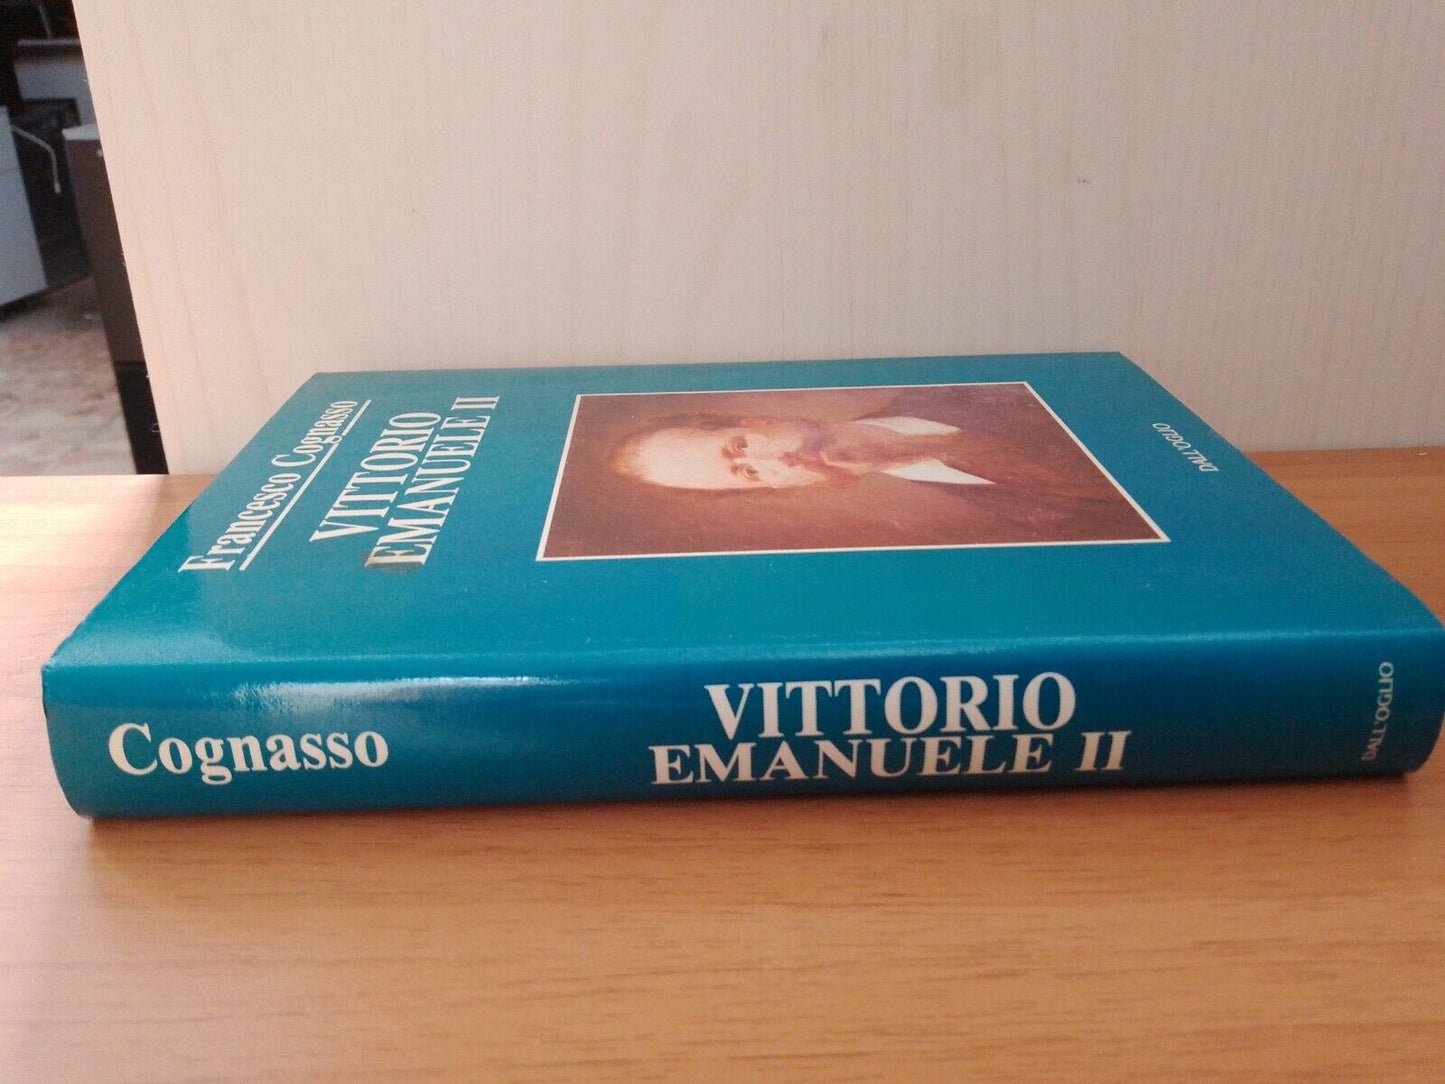 Francesco Cognasso
VITTORIO
EMANUELE II
DALL'OGLIO
Cognasso
VITTORIO
EMANUELE II
DALL'OGLIO